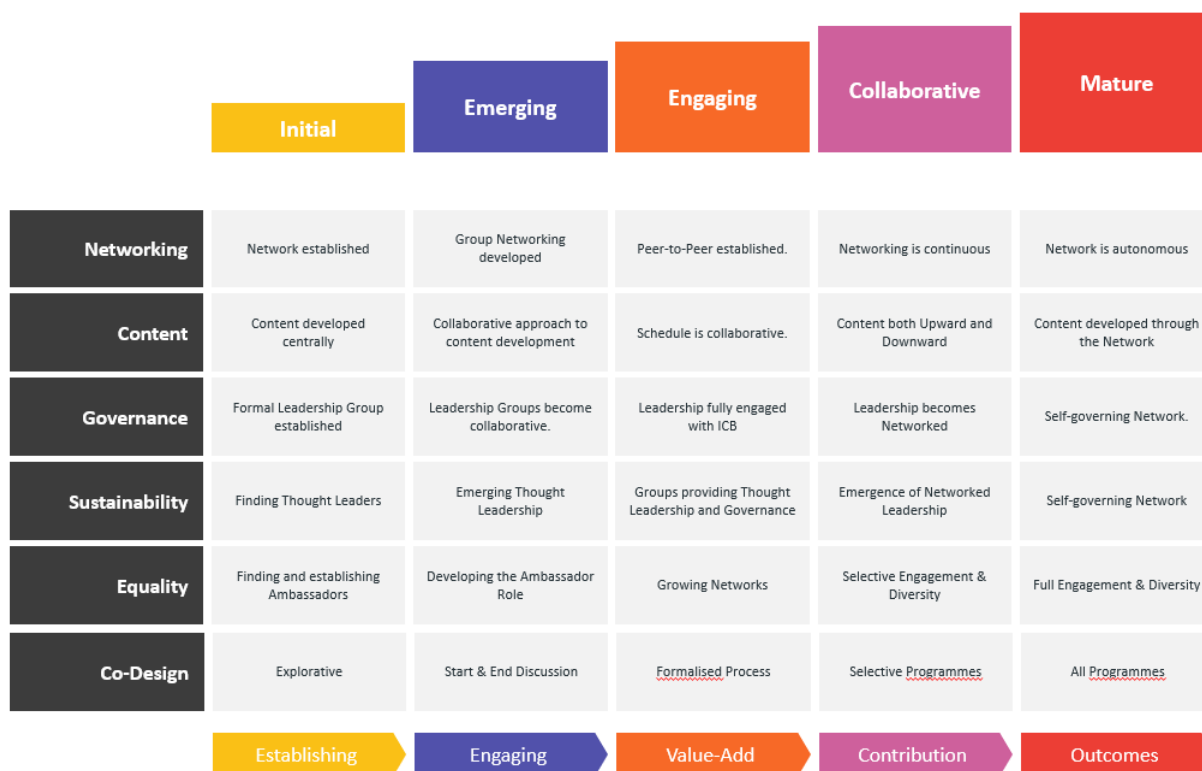 Initial
Emerging
Engaging
Collaborative
Mature
Networking
Network established
Group Networking
developed
Peer-to-Peer established.
Networking is continuous
Network is autonomous
Content
Content developed
centrally
Collaborative approach to
content development
Schedule is collaborative.
Content both Upward and
Downward
Content developed through
the Network
Governance
Formal Leadership Group
established
Leadership Groups become
collaborative.
Leadership fully engaged
with ICB
Leadership becomes
Networked
Self-governing Network.
Sustainability
Finding Thought Leaders
Emerging Thought
Leadership
Groups providing Thought
Leadership and Governance
Emergence of Networked
Leadership
Self-governing Network
Equality
Finding and establishing
Ambassadors
Developing the Ambassador
Role
Growing Networks
Selective Engagement &
Diversity
Full Engagement & Diversity
Co-Design
Explorative
Start & End Discussion
Formalised Process
Selective Programmes
All Programmes
Establishing
Engaging
Value-Add
Contribution
Outcomes